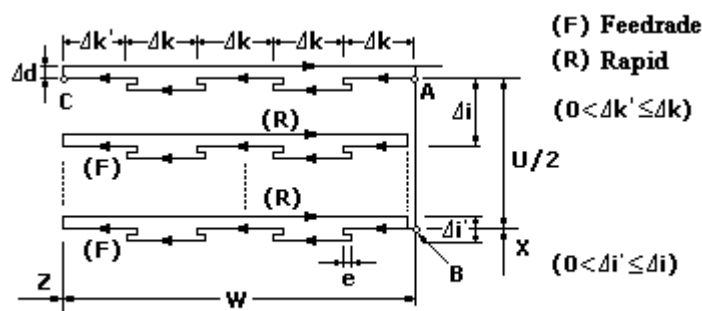 Δk' Δk Δk Δk Δk
(F) Feedrade
(R) Rapid
(0<Δk'≤Δk)
Δd
C
A
Δi
(R)
(F)
U/2
(R)
(F)
Δi'
X
(0<Δi'≤Δi)
e
B
Z
W